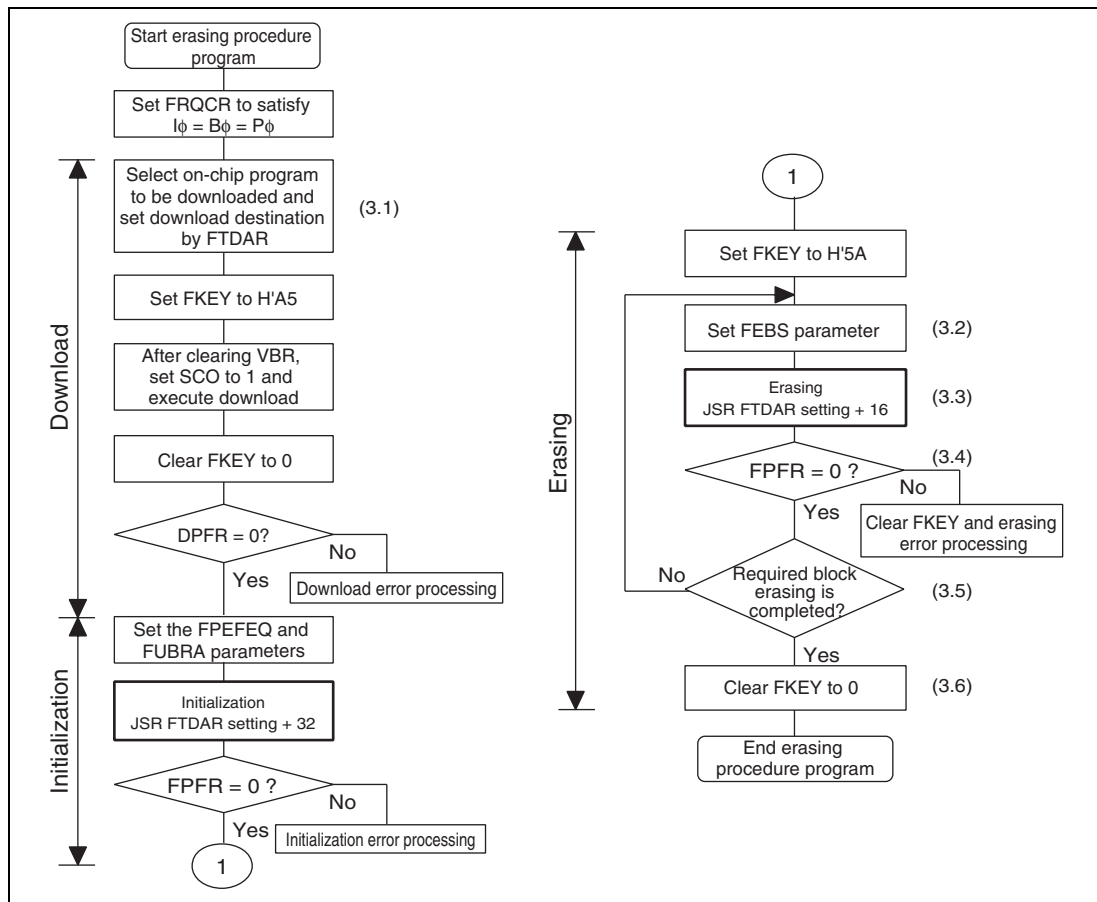 Start erasing procedure
program
Set FRQCR to satisfy
Iϕ = Bϕ = Pϕ
Download
Select on-chip program
to be downloaded and
set download destination
by FTDAR
(3.1)
Set FKEY to H'A5
After clearing VBR,
set SCO to 1 and
execute download
Clear FKEY to 0
DPFR = 0?
No
Yes
Download error processing
Initialization
Set the FPEFEQ and
FUBRA parameters
Initialization
JSR FTDAR setting + 32
FPFR = 0 ?
No
Yes
Initialization error processing
1
1
Erasing
Set FKEY to H'5A
Set FEBS parameter
(3.2)
Erasing
JSR FTDAR setting + 16
(3.3)
FPFR = 0 ?
(3.4)
No
Yes
Clear FKEY and erasing
error processing
No
Required block
erasing is
completed?
(3.5)
Yes
Clear FKEY to 0
(3.6)
End erasing
procedure program